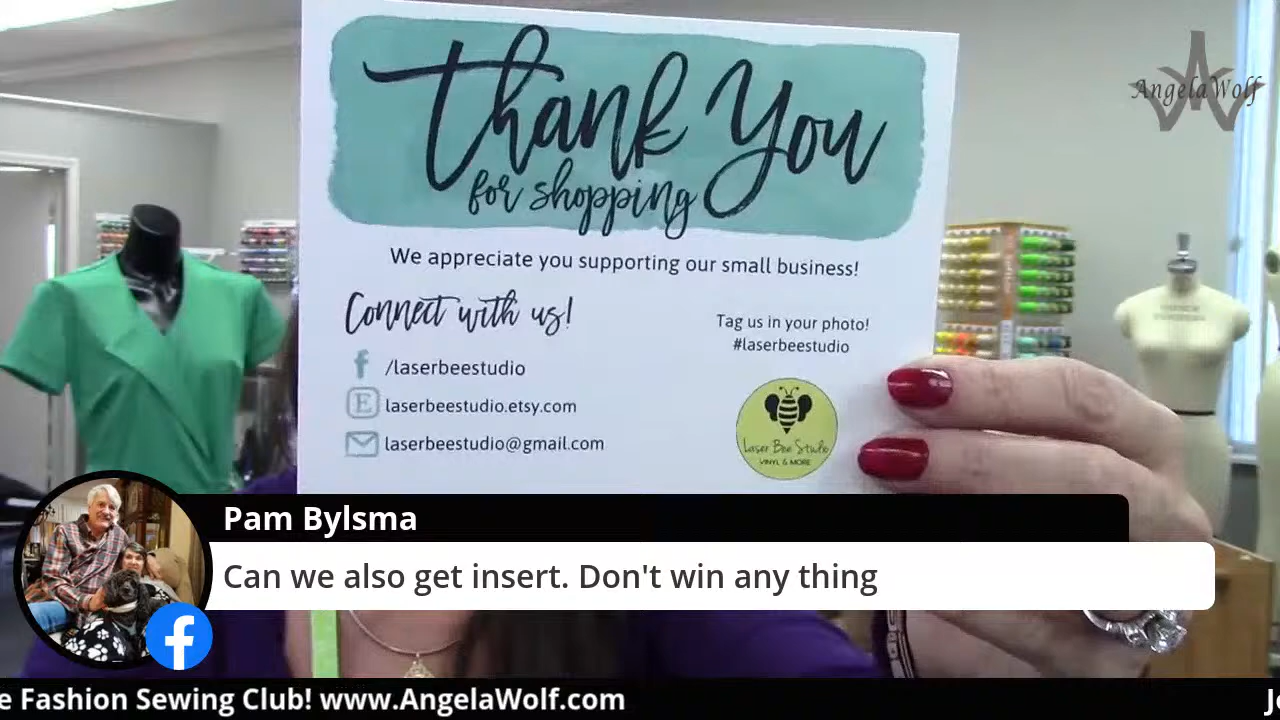 Thank You
for shopping
We appreciate you supporting our small business!
Connect with us!
/laserbeestudio
laserbeestudio.etsy.com
laserbeestudio@gmail.com
Tag us in your photo!
#laserbeestudio
Laser Bee Studio
VINYL & MORE
Angela Wolf
Pam Bylsma
Can we also get insert. Don't win any thing
e Fashion Sewing Club! www.AngelaWolf.com